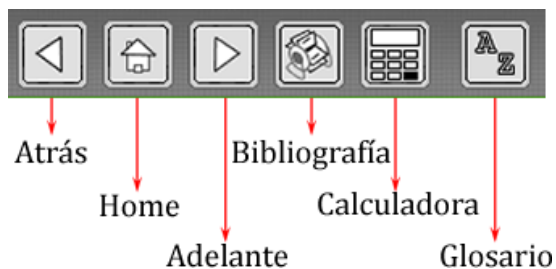 A Z
Atrás
Bibliografía
Home
Calculadora
Adelante
Glosario